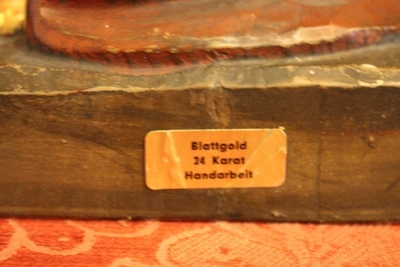 Blattgold
24 Karat
Handarbeit